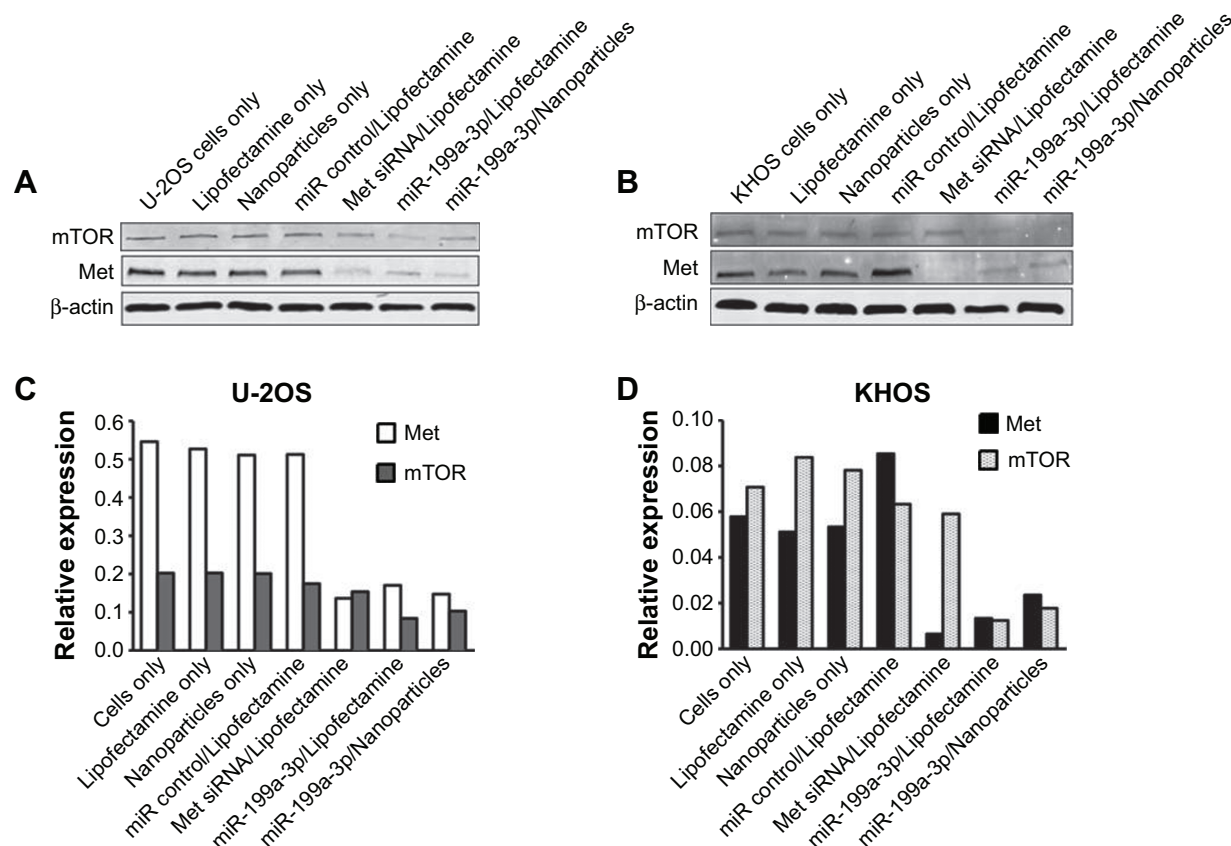 A
U-2OS cells only
Lipofectamine only
Nanoparticles only
miR control/Lipofectamine
Met siRNA/Lipofectamine
miR-199a-3p/Lipofectamine
miR-199a-3p/Nanoparticles
mTOR
Met
β-actin
B
KHOS cells only
Lipofectamine only
Nanoparticles only
miR control/Lipofectamine
Met siRNA/Lipofectamine
miR-199a-3p/Lipofectamine
miR-199a-3p/Nanoparticles
mTOR
Met
β-actin
C
U-2OS
Relative expression
0.6
0.5
0.4
0.3
0.2
0.1
0.0
Met
mTOR
Cells only
Lipofectamine only
Nanoparticles only
miR control/Lipofectamine
Met siRNA/Lipofectamine
miR-199a-3p/Lipofectamine
miR-199a-3p/Nanoparticles
D
KHOS
Relative expression
0.10
0.08
0.06
0.04
0.02
0.00
Met
mTOR
Cells only
Lipofectamine only
Nanoparticles only
miR control/Lipofectamine
Met siRNA/Lipofectamine
miR-199a-3p/Lipofectamine
miR-199a-3p/Nanoparticles